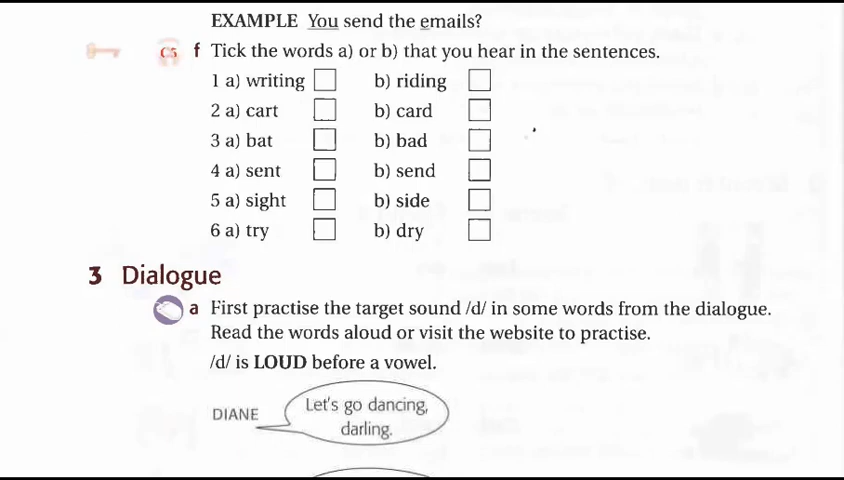 EXAMPLE You send the emails?
C5 f Tick the words a) or b) that you hear in the sentences.
1 a) writing b) riding
2 a) cart b) card
3 a) bat b) bad
4 a) sent b) send
5 a) sight b) side
6 a) try b) dry
3 Dialogue
a First practise the target sound /d/ in some words from the dialogue.
Read the words aloud or visit the website to practise.
/d/ is LOUD before a vowel.
DIANE Let's go dancing,
darling.